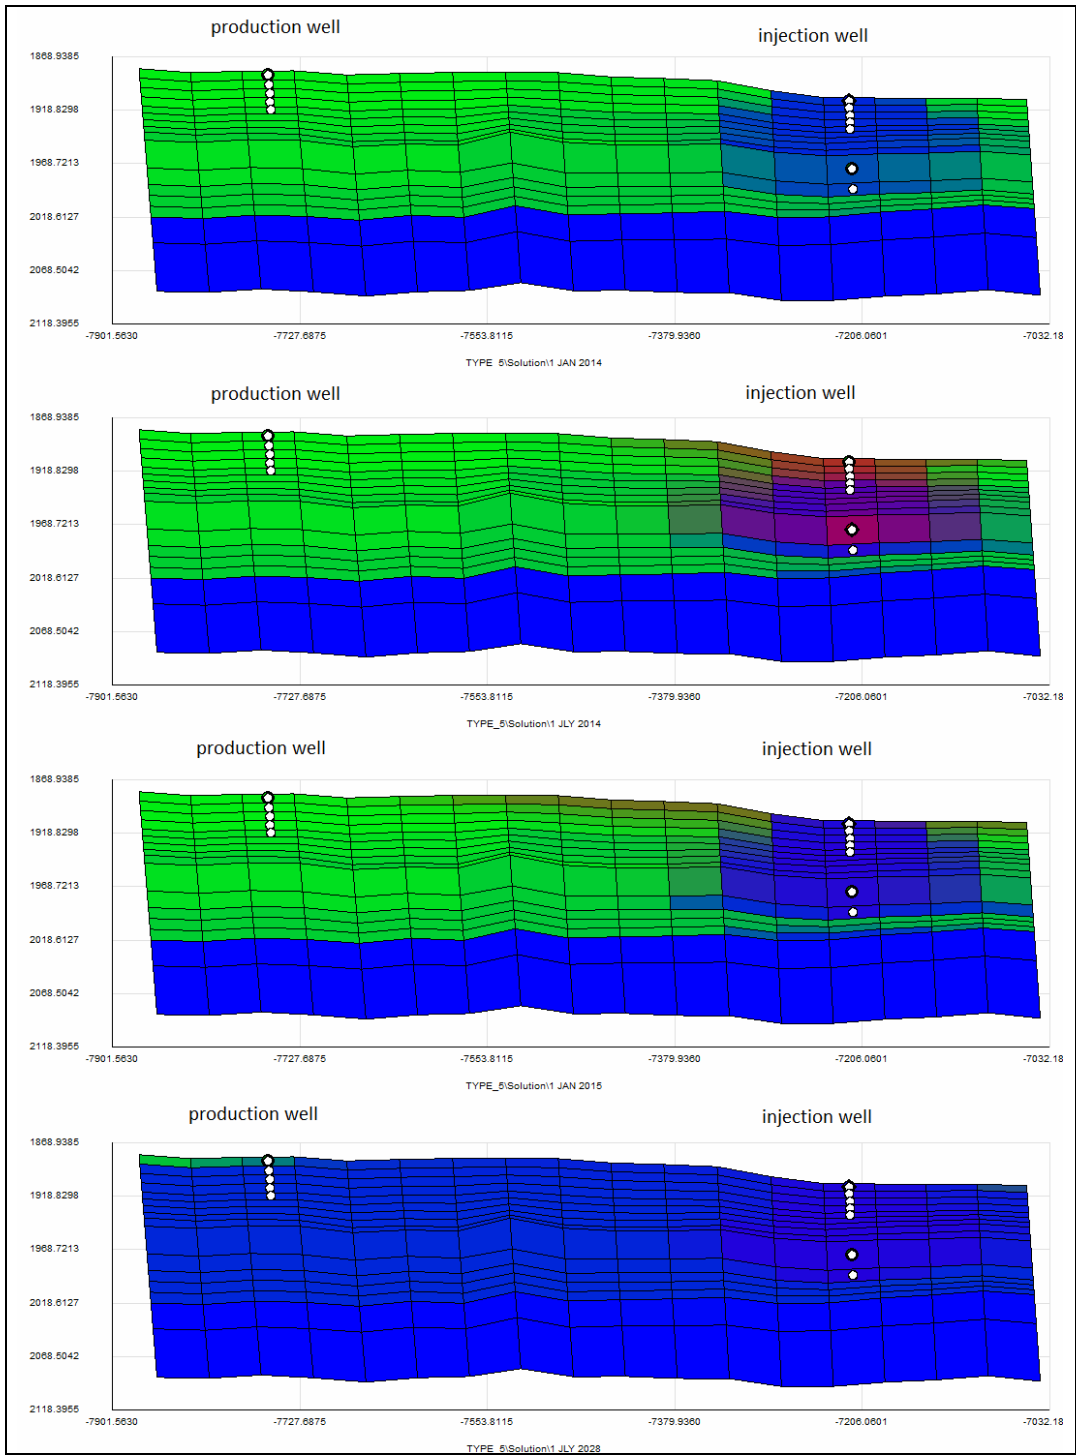 production well
injection well
1868.9385
1918.8298
1968.7213
2018.6127
2068.5042
2118.3955
-7901.5630 -7727.6875 -7553.8115 -7379.9360 -7206.0601 -7032.18
TYPE_5\Solution\1 JAN 2014
production well
injection well
1868.9385
1918.8298
1968.7213
2018.6127
2068.5042
2118.3955
-7901.5630 -7727.6875 -7553.8115 -7379.9360 -7206.0601 -7032.18
TYPE_5\Solution\1 JLY 2014
production well
injection well
1868.9385
1918.8298
1968.7213
2018.6127
2068.5042
2118.3955
-7901.5630 -7727.6875 -7553.8115 -7379.9360 -7206.0601 -7032.18
TYPE_5\Solution\1 JAN 2015
production well
injection well
1868.9385
1918.8298
1968.7213
2018.6127
2068.5042
2118.3955
-7901.5630 -7727.6875 -7553.8115 -7379.9360 -7206.0601 -7032.18
TYPE_5\Solution\1 JLY 2028